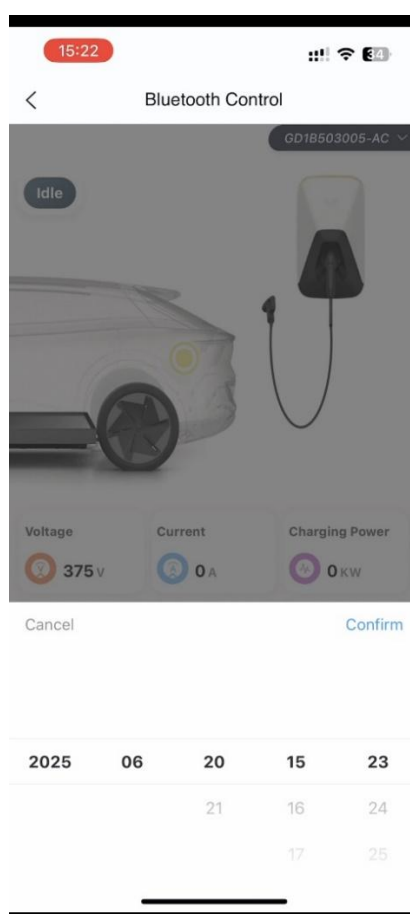 15:22
34
Bluetooth Control
GD1B503005-AC
Idle
Voltage Current Charging Power
375 V 0 A 0 KW
Cancel Confirm
2025 06 20 15 23
21 16 24
17 25